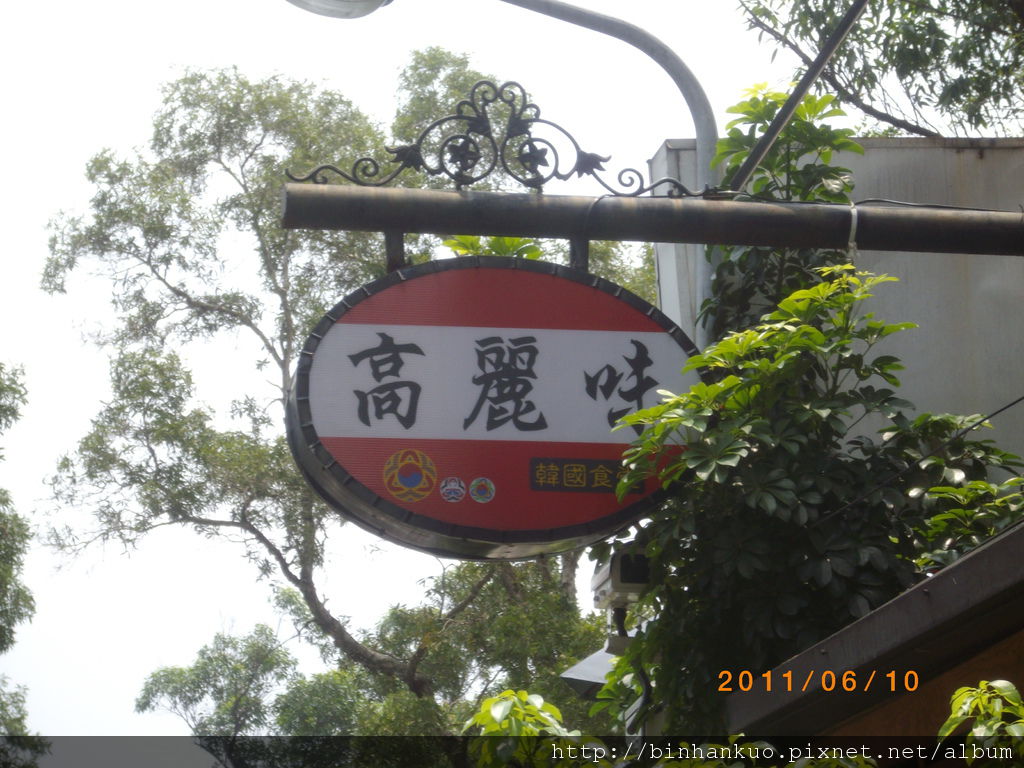 高麗味
韓國食
2011/06/10
http://binhankuo.pixnet.net/album